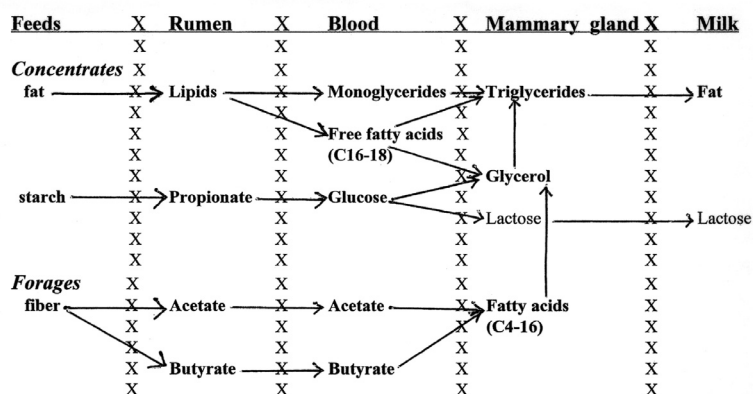 Feeds X Rumen X Blood X Mammary gland X Milk
X X X X
Concentrates X X X X
fat X Lipids X Monoglycerides X Triglycerides X Fat
X X X X
X X Free fatty acids X X
X X (C16-18) X X
X X X Glycerol X
starch X Propionate X Glucose X X
X X X Lactose X Lactose
X X X X
X X X X
Forages X X X X
fiber X Acetate X Acetate X Fatty acids X
X X X (C4-16) X
X X X X
X Butyrate X Butyrate X X
X X X X